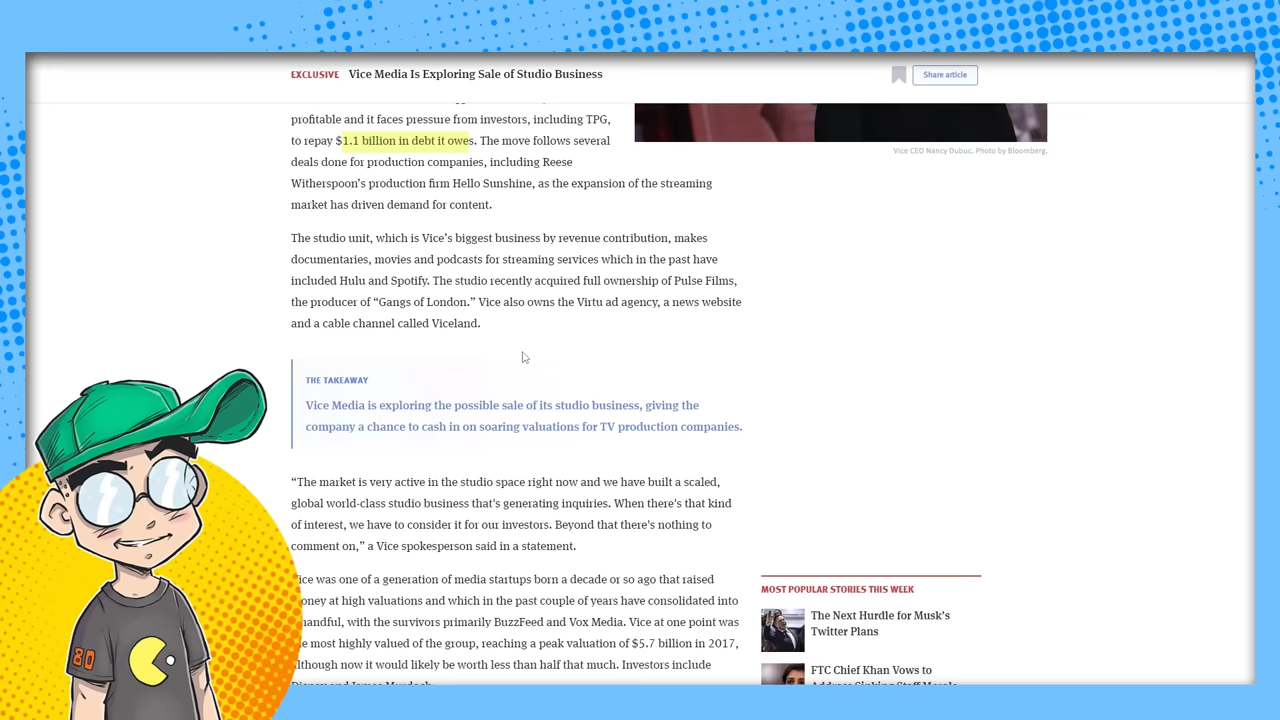 EXCLUSIVE Vice Media Is Exploring Sale of Studio Business
Share article
profitable and it faces pressure from investors, including TPG,
to repay $1.1 billion in debt it owes. The move follows several
deals done for production companies, including Reese
Witherspoon’s production firm Hello Sunshine, as the expansion of the streaming
market has driven demand for content.
Vice CEO Nancy Dubuc. Photo by Bloomberg.
The studio unit, which is Vice’s biggest business by revenue contribution, makes
documentaries, movies and podcasts for streaming services which in the past have
included Hulu and Spotify. The studio recently acquired full ownership of Pulse Films,
the producer of “Gangs of London.” Vice also owns the Virtu ad agency, a news website
and a cable channel called Viceland.
THE TAKEAWAY
Vice Media is exploring the possible sale of its studio business, giving the
company a chance to cash in on soaring valuations for TV production companies.
“The market is very active in the studio space right now and we have built a scaled,
global world-class studio business that's generating inquiries. When there's that kind
of interest, we have to consider it for our investors. Beyond that there's nothing to
comment on,” a Vice spokesperson said in a statement.
Vice was one of a generation of media startups born a decade or so ago that raised
money at high valuations and which in the past couple of years have consolidated into
handful, with the survivors primarily BuzzFeed and Vox Media. Vice at one point was
the most highly valued of the group, reaching a peak valuation of $5.7 billion in 2017,
although now it would likely be worth less than half that much. Investors include
Disney and James Murdoch.
MOST POPULAR STORIES THIS WEEK
The Next Hurdle for Musk’s
Twitter Plans
FTC Chief Khan Vows to
Address Sinking Staff Morale
80